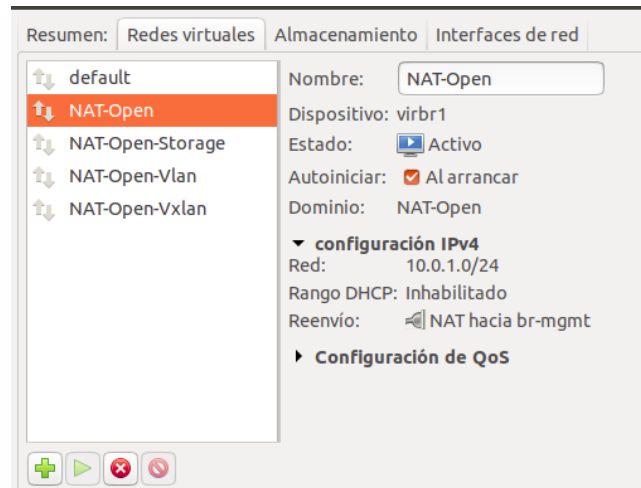 Resumen: Redes virtuales Almacenamiento Interfaces de red
default
NAT-Open
NAT-Open-Storage
NAT-Open-Vlan
NAT-Open-Vxlan
Nombre: NAT-Open
Dispositivo: virbr1
Estado: Activo
Autoiniciar: Al arrancar
Dominio: NAT-Open
configuración IPv4
Red: 10.0.1.0/24
Rango DHCP: Inhabilitado
Reenvío: NAT hacia br-mgmt
Configuración de QoS